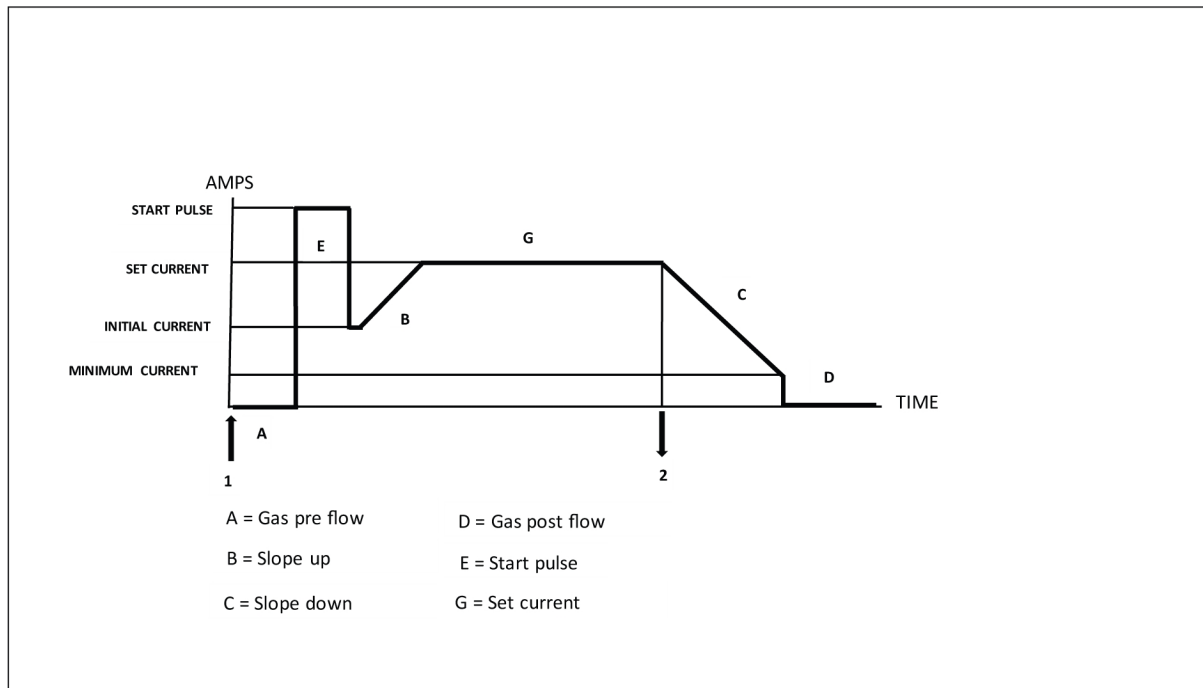 AMPS
START PULSE
E
G
SET CURRENT
C
B
INITIAL CURRENT
MINIMUM CURRENT
D
TIME
A
1
2
A = Gas pre flow
D = Gas post flow
B = Slope up
E = Start pulse
C = Slope down
G = Set current